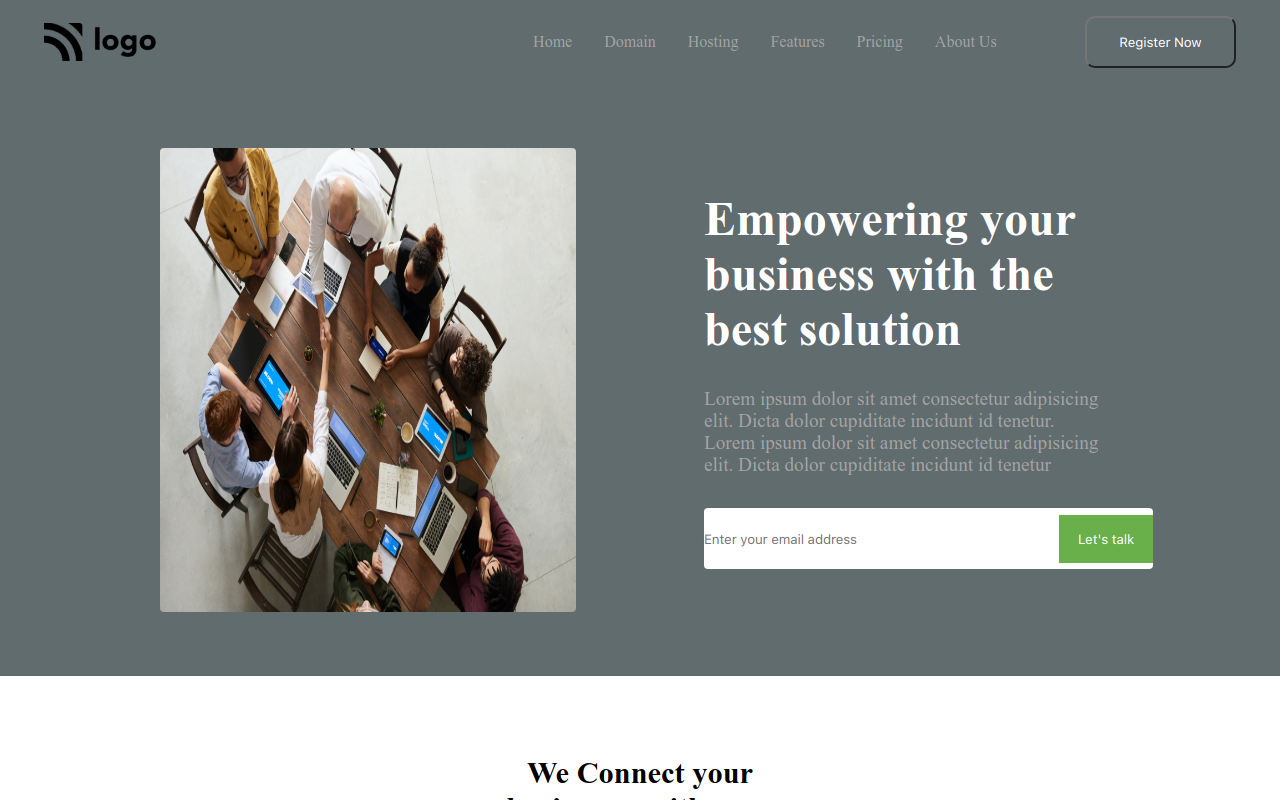 logo
Home Domain Hosting Features Pricing About Us
Register Now
Empowering your
business with the
best solution
Lorem ipsum dolor sit amet consectetur adipisicing
elit. Dicta dolor cupiditate incidunt id tenetur.
Lorem ipsum dolor sit amet consectetur adipisicing
elit. Dicta dolor cupiditate incidunt id tenetur
Enter your email address
Let's talk
We Connect your